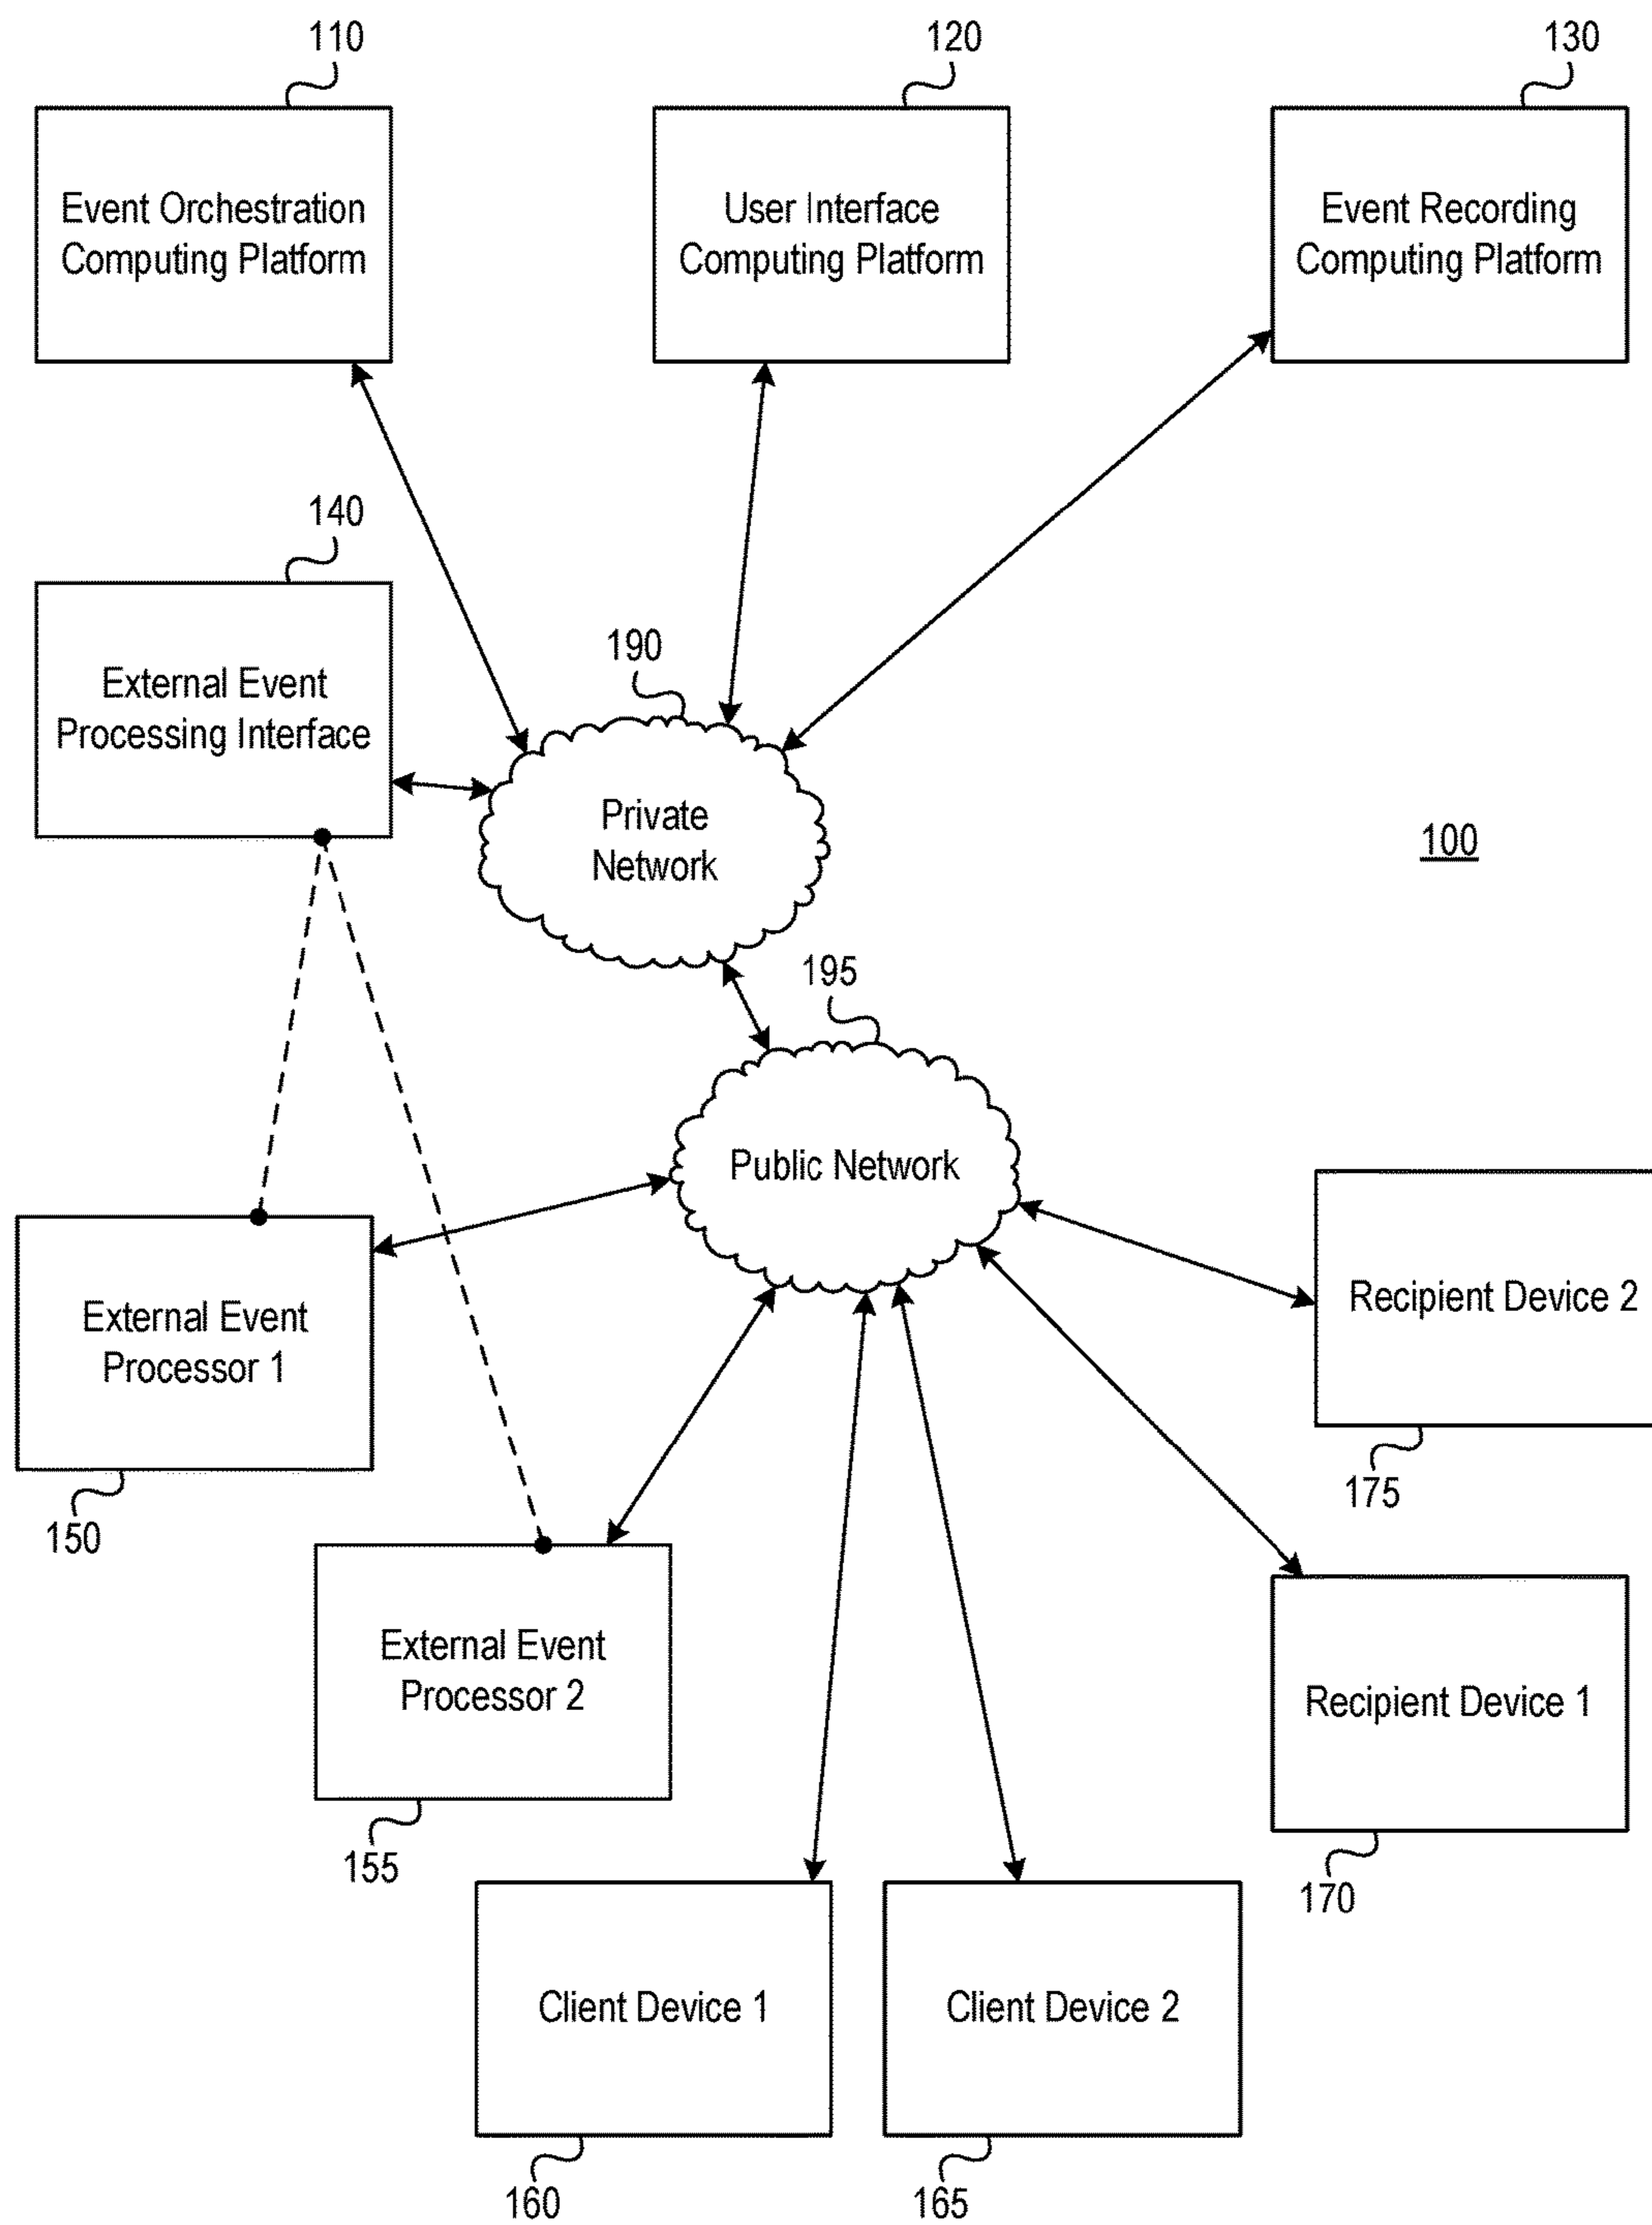 110
120
130
Event Orchestration
Computing Platform
User Interface
Computing Platform
Event Recording
Computing Platform
140
External Event
Processing Interface
190
Private
Network
100
195
Public Network
External Event
Processor 1
150
Recipient Device 2
175
External Event
Processor 2
155
Recipient Device 1
170
Client Device 1
160
Client Device 2
165